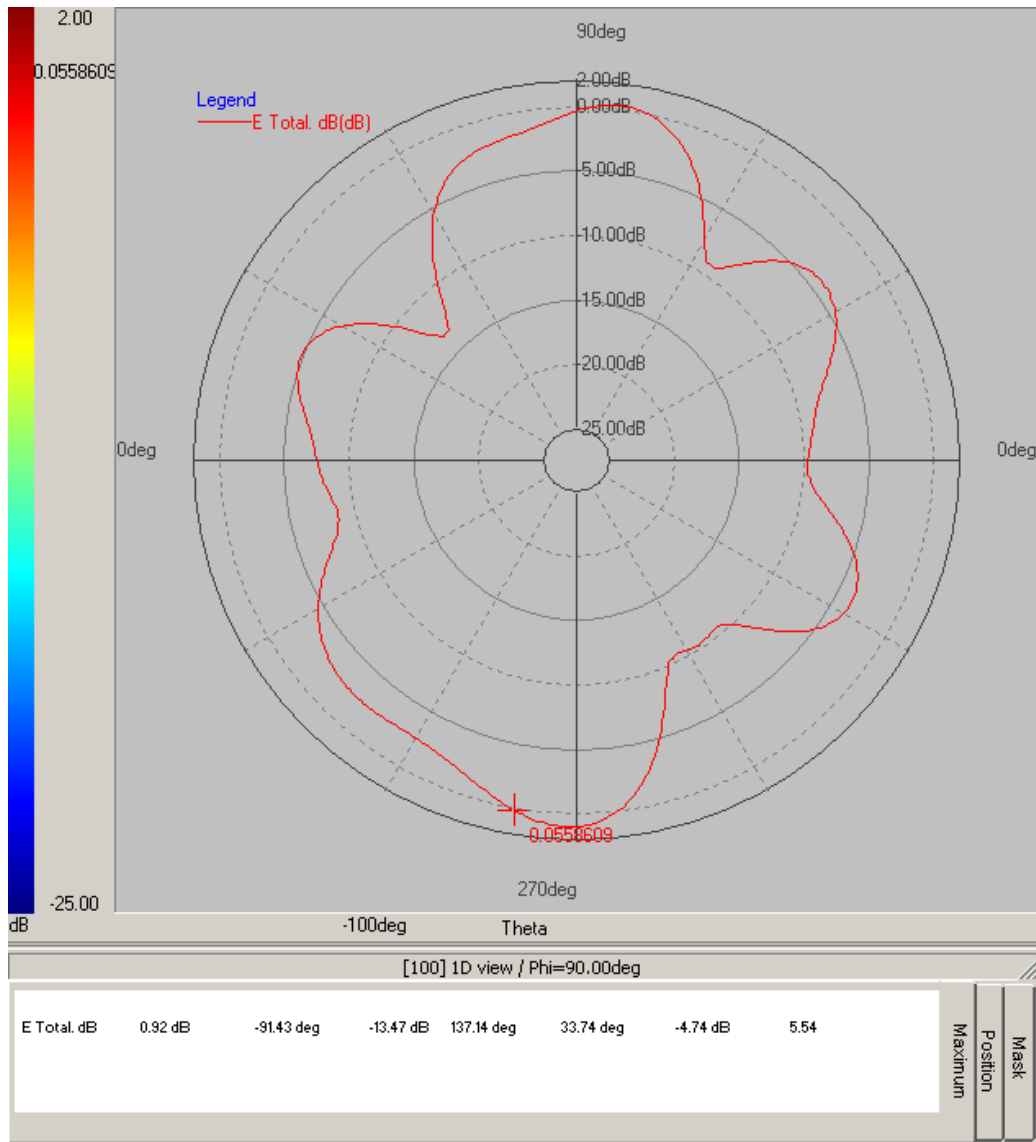 2.00
0.0558609
90deg
Legend
E Total. dB(dB)
2.00dB
0.00dB
-5.00dB
-10.00dB
-15.00dB
-20.00dB
-25.00dB
0deg
0deg
0.0558609
270deg
-25.00
dB
-100deg
Theta
[100] 1D view / Phi=90.00deg
E Total. dB 0.92 dB -91.43 deg -13.47 dB 137.14 deg 33.74 deg -4.74 dB 5.54
Maximum
Position
Mask